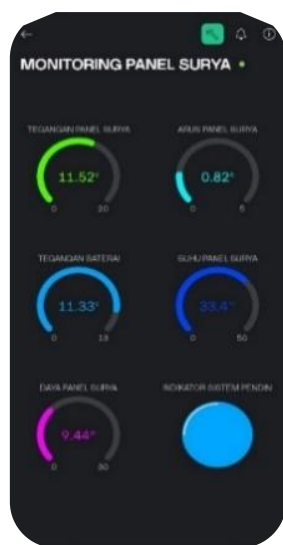 MONITORING PANEL SURYA
TEGANGAN PANEL SURYA
ARUS PANEL SURYA
11.52°
0.82°
0 20
0 5
TEGANGAN BATERAI
SUHU PANEL SURYA
11.33°
33.4°
0 13
0 50
DAYA PANEL SURYA
INDIKATOR SISTEM PENDIN
9.44°
0 30